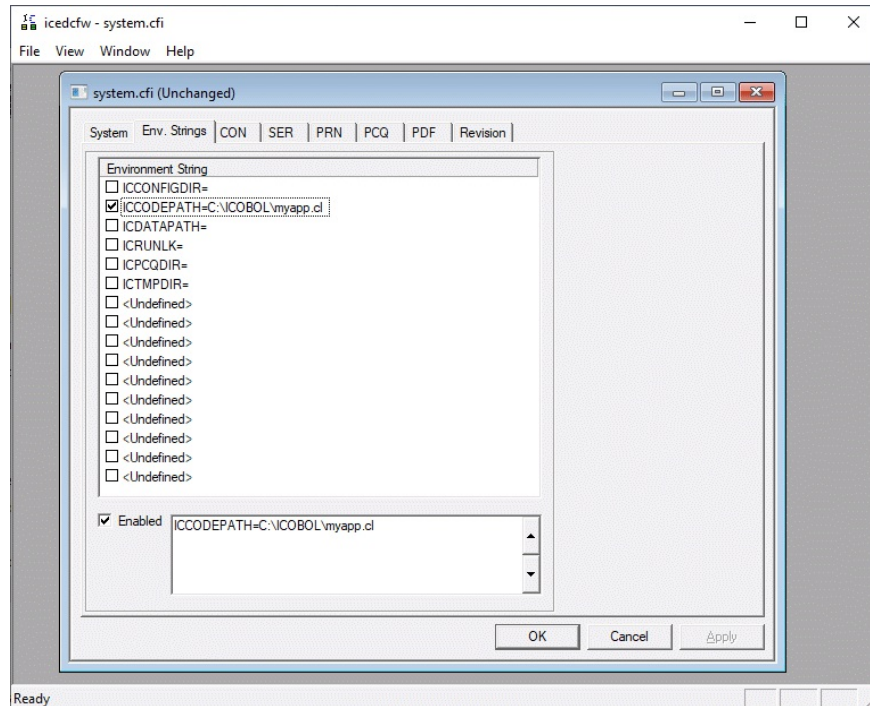 icedcfw - system.cfi
File View Window Help
system.cfi (Unchanged)
System Env. Strings CON SER PRN PCQ PDF Revision
Environment String
ICCONFIGDIR=
ICCODEPATH=C:\ICOBOL\myapp.cl
ICDATAPATH=
ICRUNLK=
ICPCQDIR=
ICTMPDIR=
<Undefined>
<Undefined>
<Undefined>
<Undefined>
<Undefined>
<Undefined>
<Undefined>
<Undefined>
<Undefined>
<Undefined>
Enabled ICCODEPATH=C:\ICOBOL\myapp.cl
OK Cancel Apply
Ready